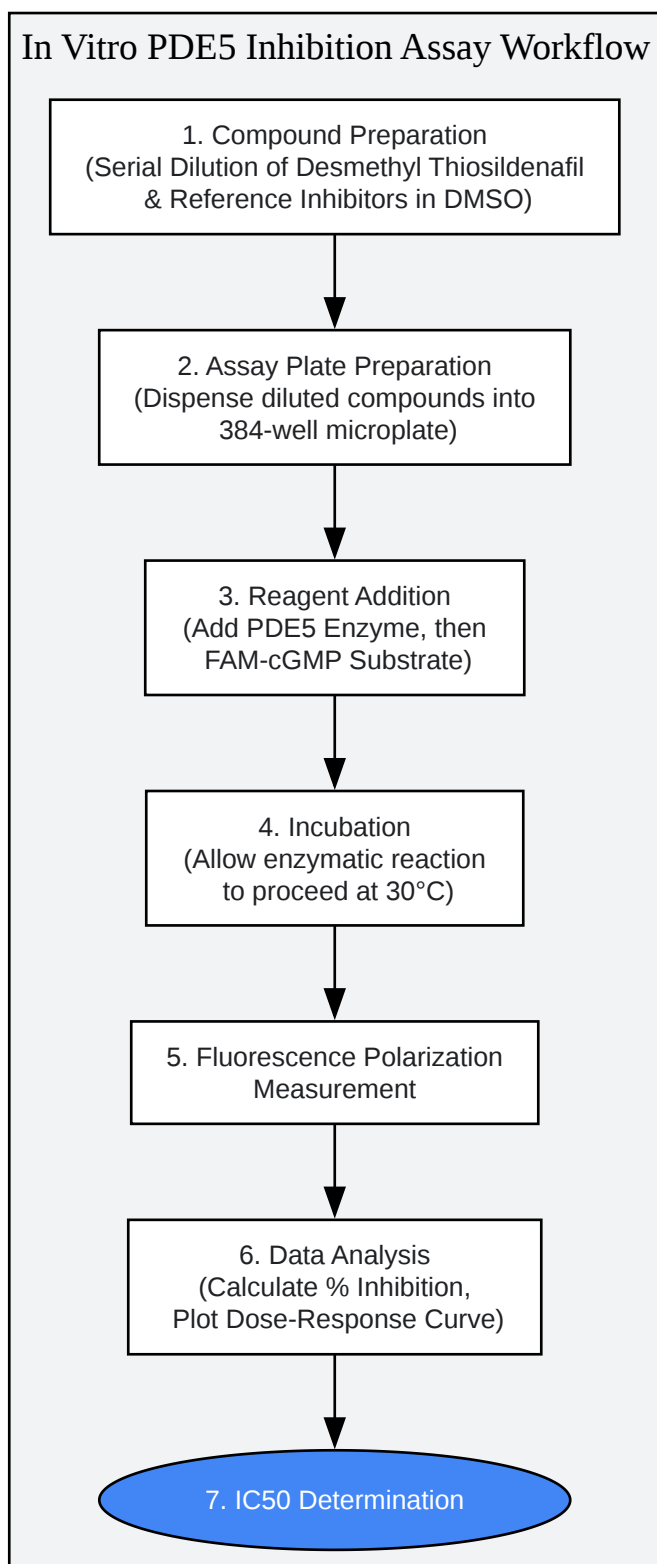 In Vitro PDE5 Inhibition Assay Workflow
1. Compound Preparation
(Serial Dilution of Desmethyl Thiosildenafil
& Reference Inhibitors in DMSO)
2. Assay Plate Preparation
(Dispense diluted compounds into
384-well microplate)
3. Reagent Addition
(Add PDE5 Enzyme, then
FAM-cGMP Substrate)
4. Incubation
(Allow enzymatic reaction
to proceed at 30°C)
5. Fluorescence Polarization
Measurement
6. Data Analysis
(Calculate % Inhibition,
Plot Dose-Response Curve)
7. IC50 Determination